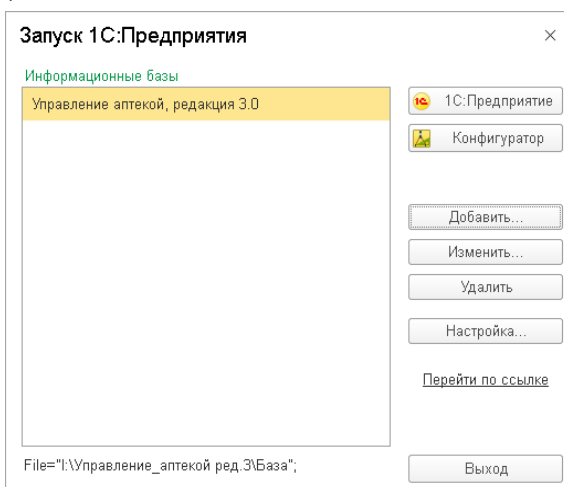 Запуск 1С:Предприятия
Информационные базы
Управление аптекой, редакция 3.0
1С:Предприятие
Конфигуратор
Добавить...
Изменить...
Удалить
Настройка...
Перейти по ссылке
File="I:\Управление_аптекой ред.3\База";
Выход